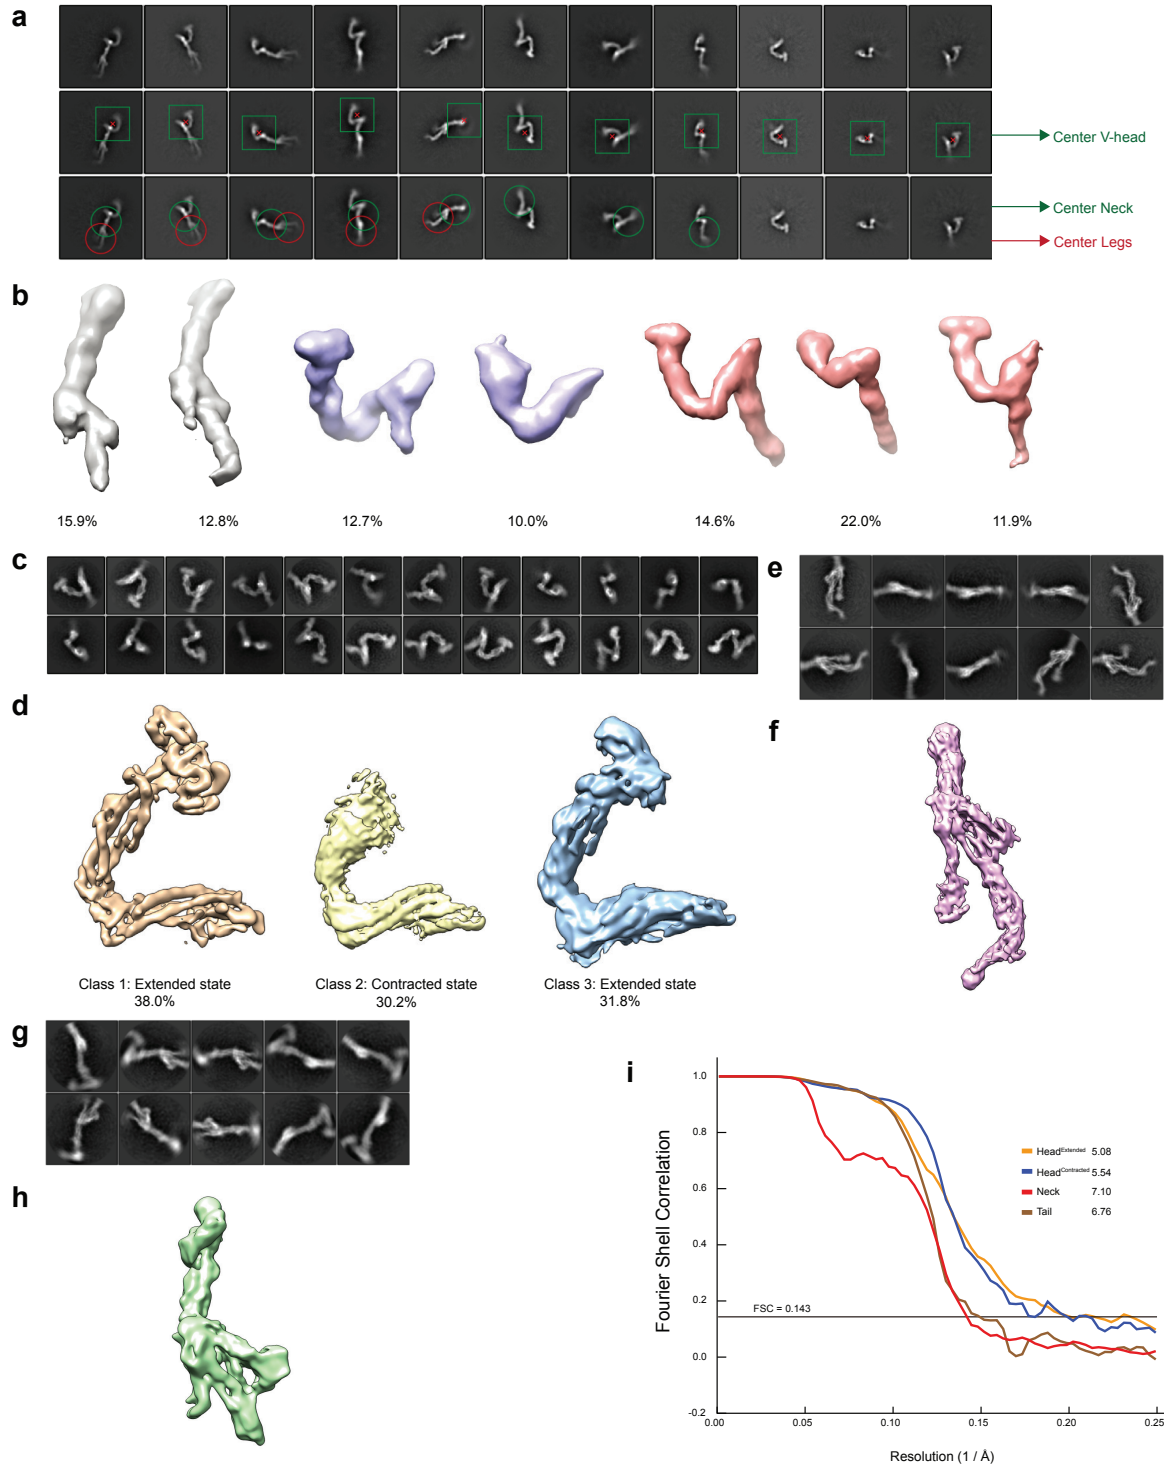 a
Center V-head
Center Neck
Center Legs
b
15.9%
12.8%
12.7%
10.0%
14.6%
22.0%
11.9%
c
e
d
f
Class 1: Extended state
38.0%
Class 2: Contracted state
30.2%
Class 3: Extended state
31.8%
g
i
h
1.0
0.8
0.6
0.4
0.2
0.0
-0.2
Fourier Shell Correlation
HeadExtended 5.08
HeadContracted 5.54
Neck 7.10
Tail 6.76
FSC = 0.143
0.00 0.05 0.10 0.15 0.20 0.25
Resolution (1 / Å)